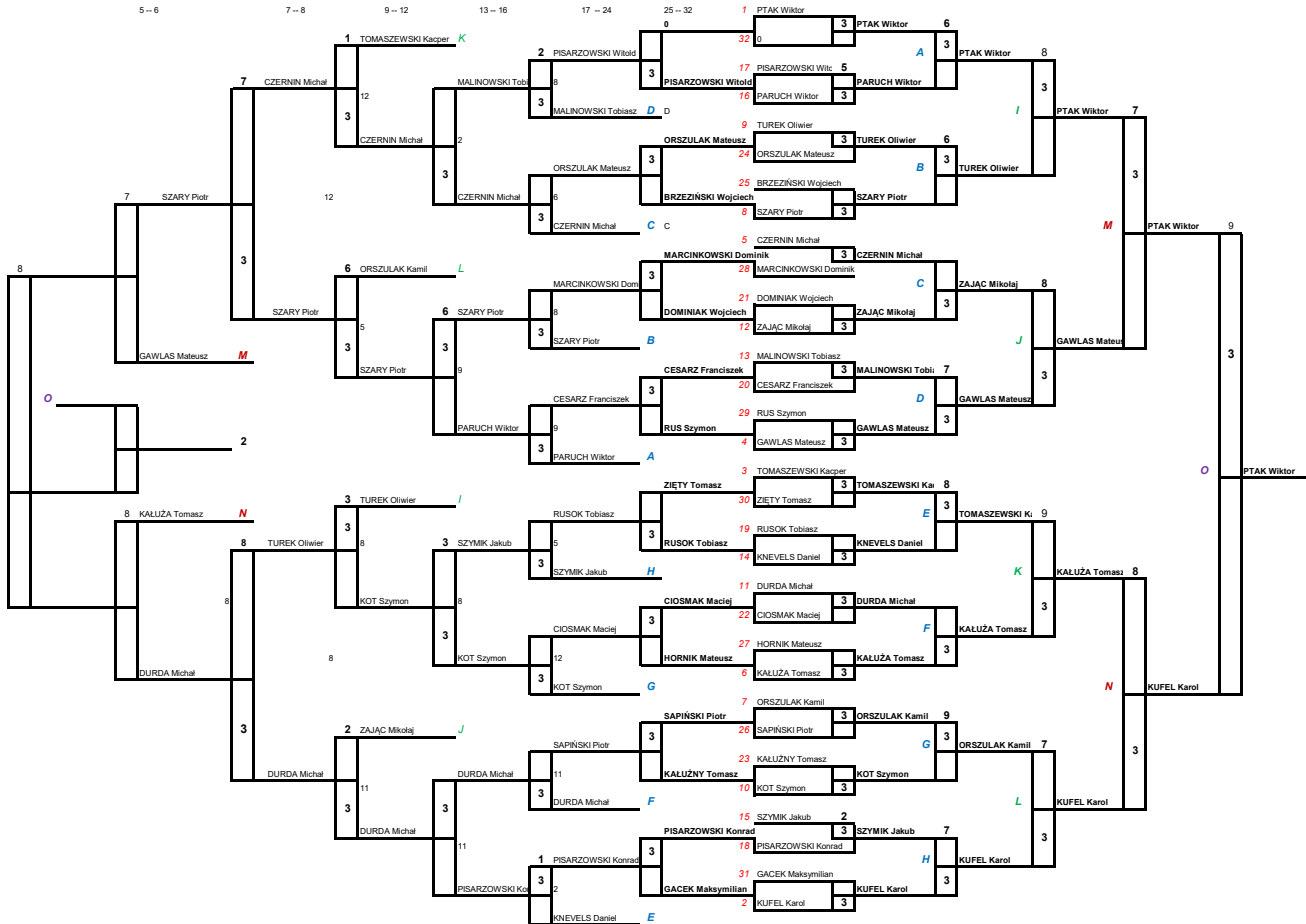 5 -- 6 7 -- 8 9 -- 12 13 -- 16 17 -- 24 25 -- 32 1 PTAK Wiktor
0 3 PTAK Wiktor 6
1 TOMASZEWSKI Kacper K 32 0
2 PISARZOWSKI Witold 3 A PTAK Wiktor 8
17 PISARZOWSKI Witc 5
7 CZERNIN Michał MALINOWSKI Tobi 8 3 PISARZOWSKI Witold PARUCH Wiktor 3
12 16 PARUCH Wiktor 3
3 3 MALINOWSKI Tobiasz D D I PTAK Wiktor 7
9 TUREK Oliwier
CZERNIN Michał 2 ORSZULAK Mateusz 3 TUREK Oliwier 6
24 ORSZULAK Mateusz
ORSZULAK Mateusz 3 B 3 TUREK Oliwier
3 25 BRZEZIŃSKI Wojciech 3
7 SZARY Piotr 12 CZERNIN Michał 6 BRZEZIŃSKI Wojciech SZARY Piotr
8 SZARY Piotr 3
3 CZERNIN Michał C C M PTAK Wiktor 9
5 CZERNIN Michał
3 MARCINKOWSKI Dominik 3 CZERNIN Michał
8 6 ORSZULAK Kamil L 28 MARCINKOWSKI Dominik
MARCINKOWSKI Dom 3 C ZAJĄC Mikołaj 8
21 DOMINIAK Wojciech
SZARY Piotr 6 SZARY Piotr 8 DOMINIAK Wojciech ZAJĄC Mikołaj 3
5 12 ZAJĄC Mikołaj 3
3 3 3 SZARY Piotr B J GAWLAS Mateus
GAWLAS Mateusz M 13 MALINOWSKI Tobiasz 3
SZARY Piotr 9 CESARZ Franciszek 3 MALINOWSKI Tobia 7
20 CESARZ Franciszek
O CESARZ Franciszek 3 D GAWLAS Mateusz 3
29 RUS Szymon
PARUCH Wiktor 9 RUS Szymon GAWLAS Mateusz 3
2 4 GAWLAS Mateusz 3
3 PARUCH Wiktor A O PTAK Wiktor
3 TOMASZEWSKI Kacper
ZIĘTY Tomasz 3 TOMASZEWSKI Kac 8
3 TUREK Oliwier I 30 ZIĘTY Tomasz
8 KAŁUŻA Tomasz N RUSOK Tobiasz 3 E 3 TOMASZEWSKI Ka 9
3 19 RUSOK Tobiasz
8 TUREK Oliwier 8 3 SZYMIK Jakub 5 RUSOK Tobiasz KNEVELS Daniel
14 KNEVELS Daniel 3
3 SZYMIK Jakub H K KAŁUŻA Tomasz 8
11 DURDA Michał
8 KOT Szymon 8 CIOSMAK Maciej 3 DURDA Michał
22 CIOSMAK Maciej 3
CIOSMAK Maciej 3 F KAŁUŻA Tomasz
3 27 HORNIK Mateusz
8 KOT Szymon 12 HORNIK Mateusz KAŁUŻA Tomasz 3
DURDA Michał 6 KAŁUŻA Tomasz 3
3 KOT Szymon G N KUFEL Karol
7 ORSZULAK Kamil
SAPIŃSKI Piotr 3 ORSZULAK Kamil 9
3 2 ZAJĄC Mikołaj J 26 SAPIŃSKI Piotr
SAPIŃSKI Piotr 3 G 3 ORSZULAK Kamil 7
23 KAŁUŻNY Tomasz 3
DURDA Michał 3 DURDA Michał 11 KAŁUŻNY Tomasz KOT Szymon
11 10 KOT Szymon 3
3 3 DURDA Michał F L KUFEL Karol
15 SZYMIK Jakub 2
DURDA Michał 11 PISARZOWSKI Konrad 3 SZYMIK Jakub 7
18 PISARZOWSKI Konrad
1 PISARZOWSKI Konrad 3 H KUFEL Karol 3
3 31 GACEK Maksymilian
PISARZOWSKI Kon 2 GACEK Maksymilian KUFEL Karol 3
2 KUFEL Karol 3
KNEVELS Daniel E